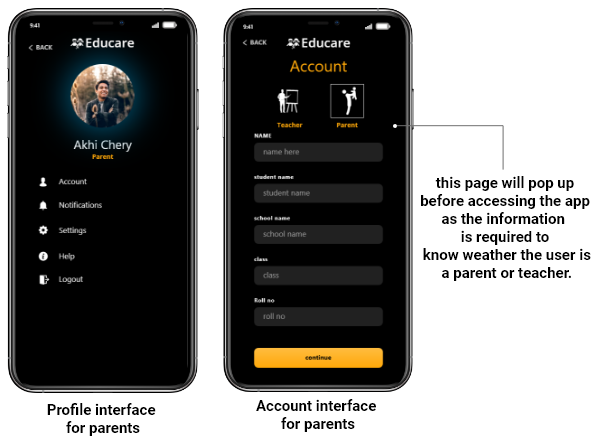 9:41
BACK
Educare
Akhi Chery
Parent
Account
Notifications
Settings
Help
Logout
Profile interface
for parents
9:41
BACK
Educare
Account
Teacher
Parent
NAME
name here
student name
student name
school name
school name
class
class
Roll no
roll no
continue
Account interface
for parents
this page will pop up
before accessing the app
as the information
is required to
know weather the user is
a parent or teacher.